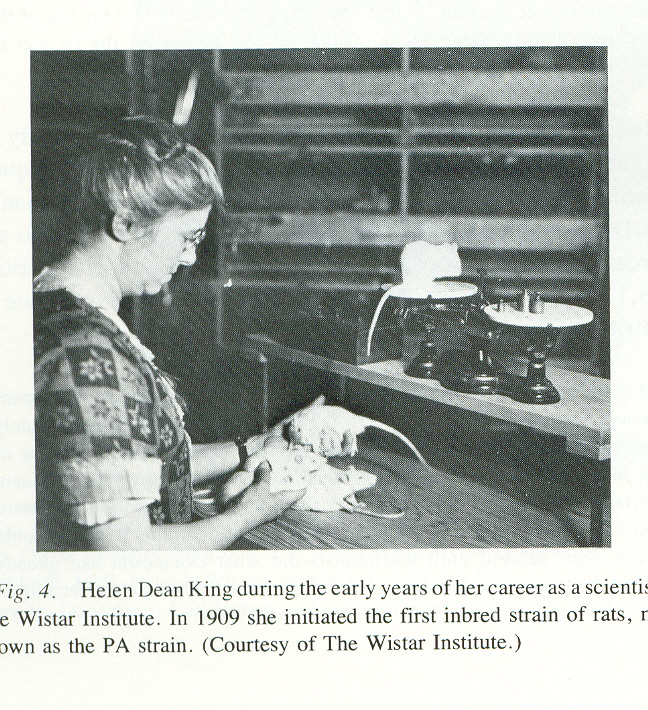 Fig. 4. Helen Dean King during the early years of her career as a scientis
e Wistar Institute. In 1909 she initiated the first inbred strain of rats, n
own as the PA strain. (Courtesy of The Wistar Institute.)